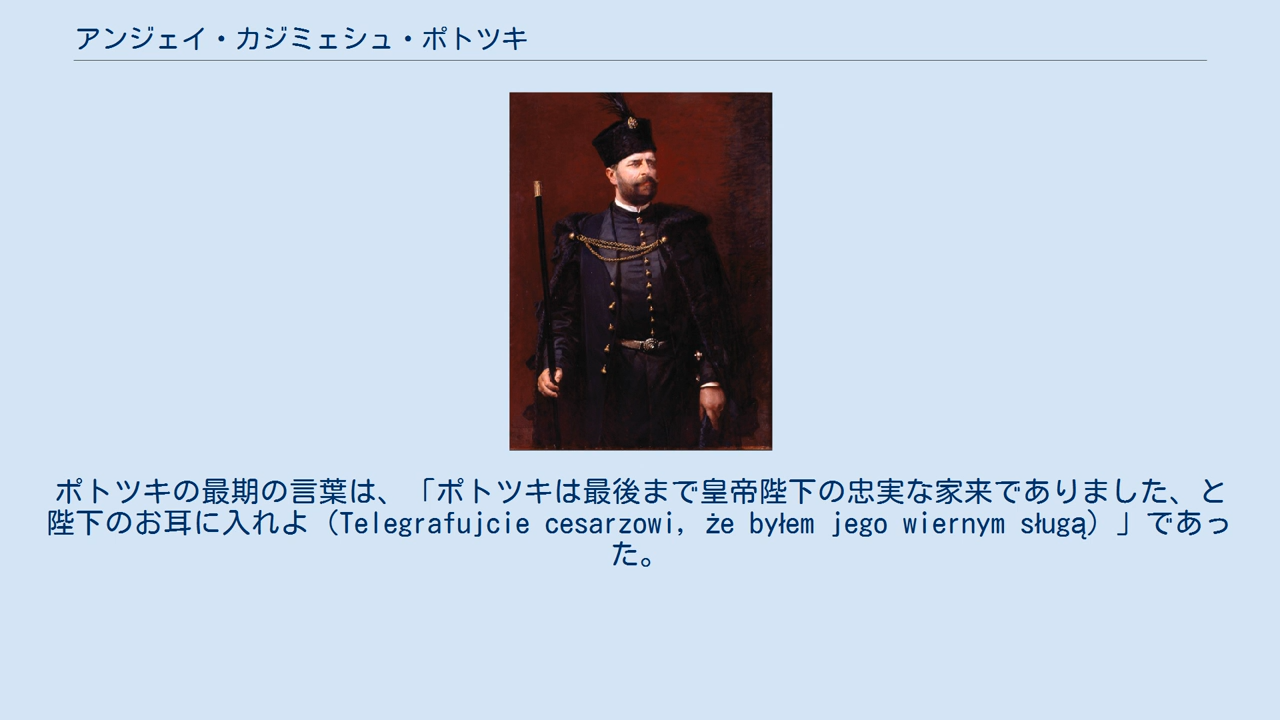 アンジェイ・カジミェシュ・ポトツキ
ポトツキの最期の言葉は、「ポトツキは最後まで皇帝陛下の忠実な家来でありました、と
陛下のお耳に入れよ（Telegrafujcie cesarzowi, że byłem jego wiernym sługą）」であっ
た。